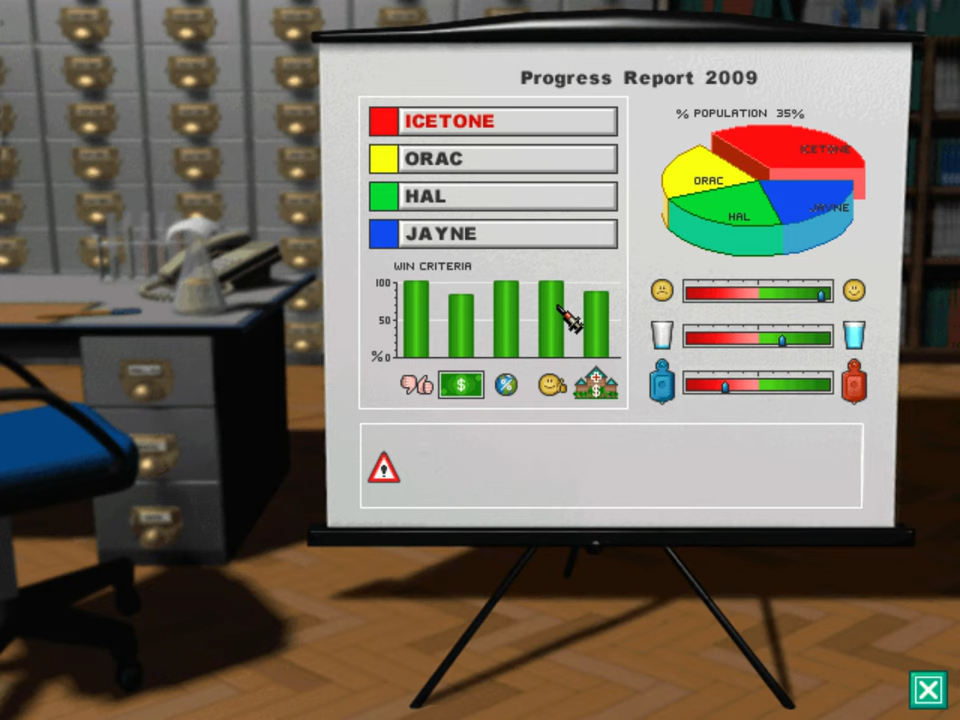 Progress Report 2009
ICETONE
ORAC
HAL
JAYNE
% POPULATION 35%
ICETONE
ORAC
JAYNE
HAL
WIN CRITERIA
100
50
%0
$
%
$